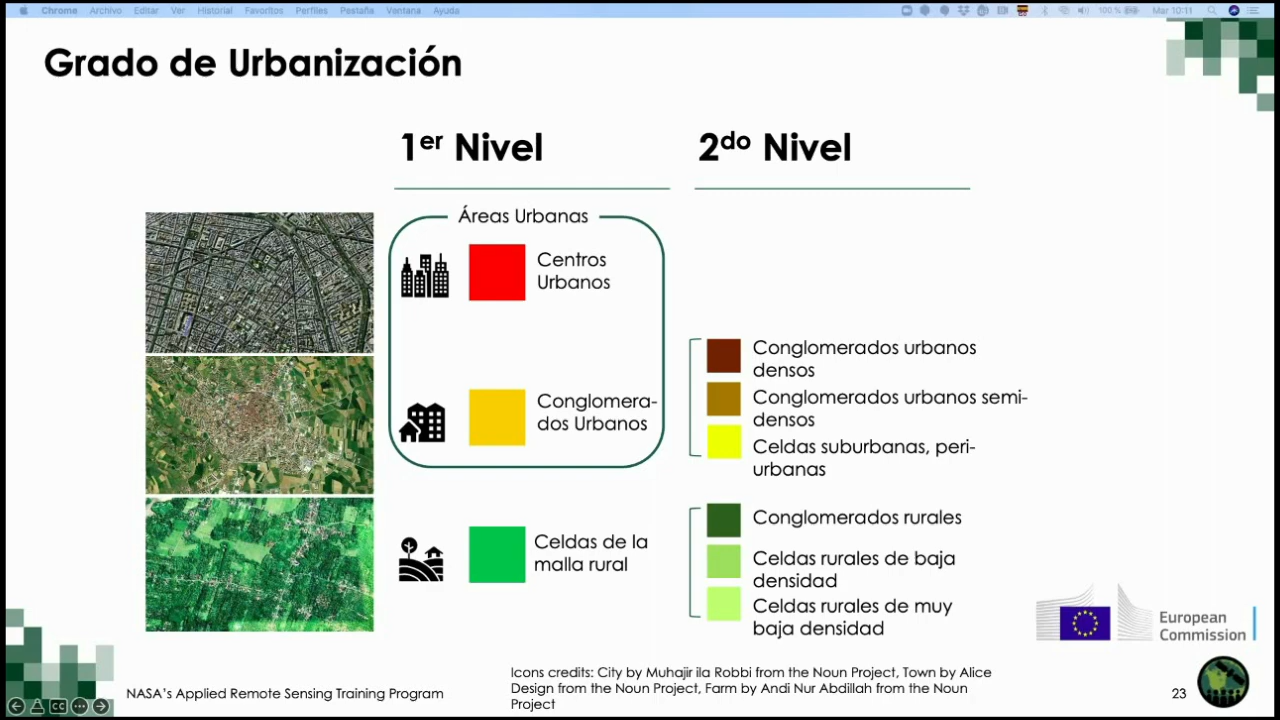 Chrome Archivo Editar Ver Historial Favoritos Perfiles Pestaña Ventana Ayuda
100 % Mar 10:11
Grado de Urbanización
1er Nivel
2do Nivel
Áreas Urbanas
Centros
Urbanos
Conglomera-
dos Urbanos
Celdas de la
malla rural
Conglomerados urbanos
densos
Conglomerados urbanos semi-
densos
Celdas suburbanas, peri-
urbanas
Conglomerados rurales
Celdas rurales de baja
densidad
Celdas rurales de muy
baja densidad
European
Commission
Icons credits: City by Muhajir ila Robbi from the Noun Project, Town by Alice
Design from the Noun Project, Farm by Andi Nur Abdillah from the Noun
Project
NASA's Applied Remote Sensing Training Program
23
CC